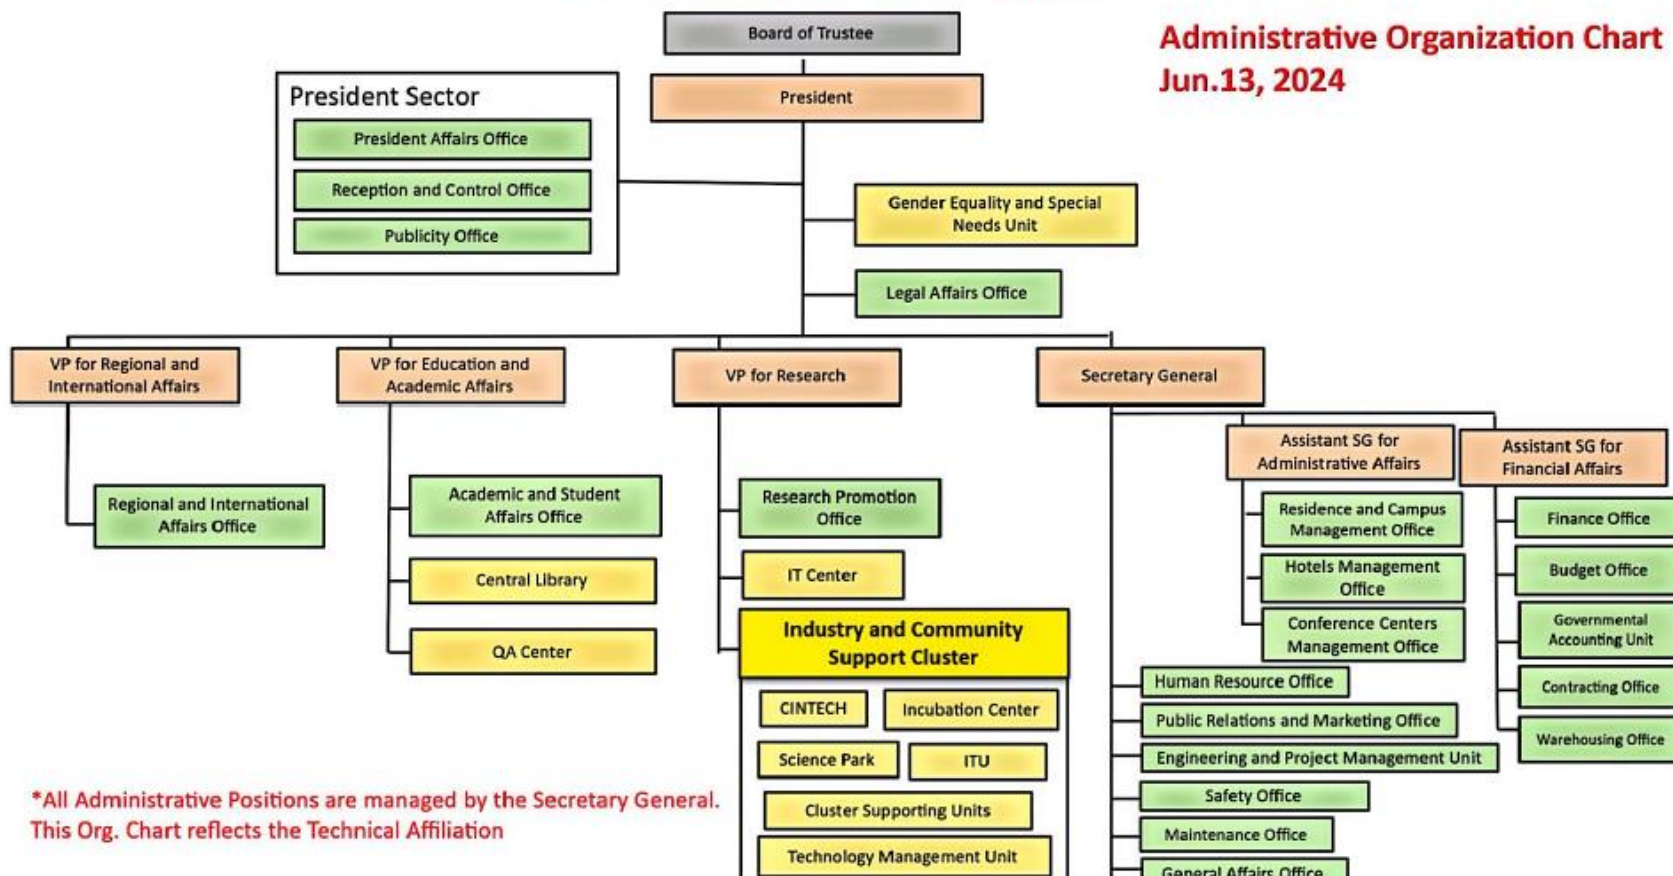 Board of Trustee
Administrative Organization Chart
Jun.13, 2024
President
President Sector
President Affairs Office
Reception and Control Office
Publicity Office
Gender Equality and Special
Needs Unit
Legal Affairs Office
VP for Regional and
International Affairs
VP for Education and
Academic Affairs
VP for Research
Secretary General
Regional and International
Affairs Office
Academic and Student
Affairs Office
Central Library
QA Center
Research Promotion
Office
IT Center
Industry and Community
Support Cluster
CINTECH
Incubation Center
Science Park
ITU
Cluster Supporting Units
Technology Management Unit
Assistant SG for
Administrative Affairs
Residence and Campus
Management Office
Hotels Management
Office
Conference Centers
Management Office
Assistant SG for
Financial Affairs
Finance Office
Budget Office
Governmental
Accounting Unit
Contracting Office
Warehousing Office
Human Resource Office
Public Relations and Marketing Office
Engineering and Project Management Unit
Safety Office
Maintenance Office
General Affairs Office
*All Administrative Positions are managed by the Secretary General.
This Org. Chart reflects the Technical Affiliation